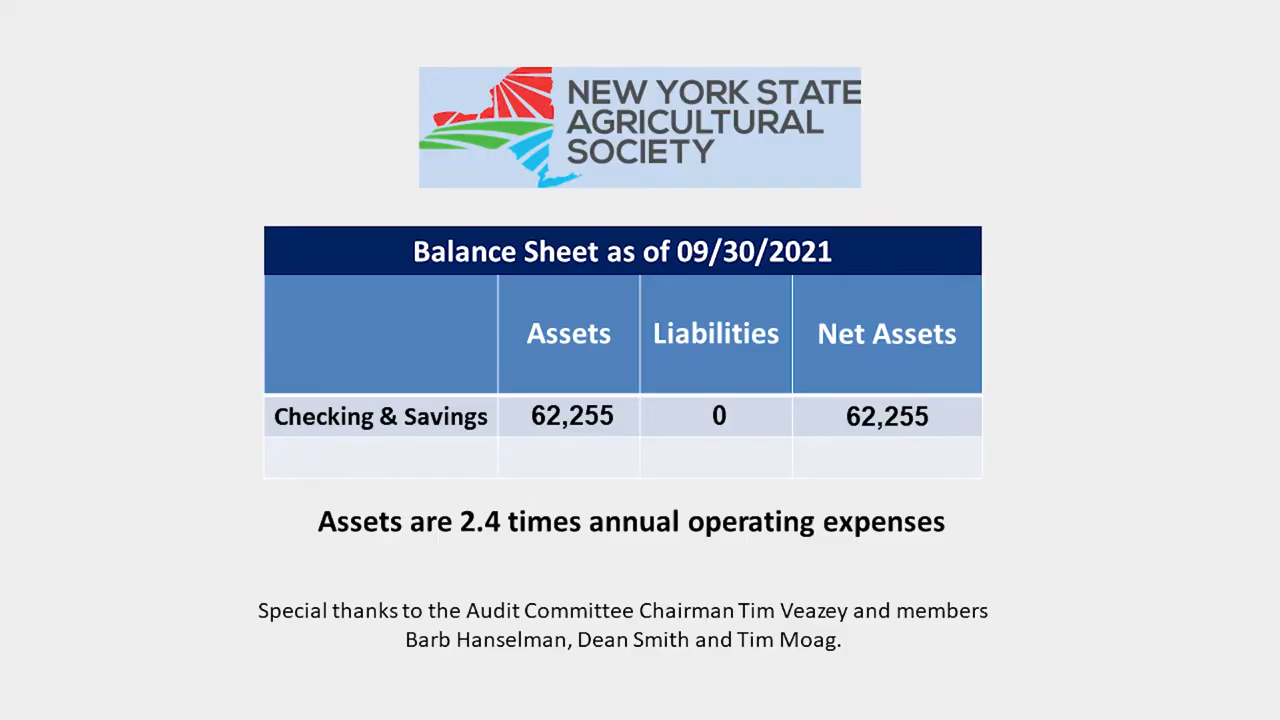 NEW YORK STATE
AGRICULTURAL
SOCIETY
Balance Sheet as of 09/30/2021
Assets Liabilities Net Assets
Checking & Savings 62,255 0 62,255
Assets are 2.4 times annual operating expenses
Special thanks to the Audit Committee Chairman Tim Veazey and members
Barb Hanselman, Dean Smith and Tim Moag.